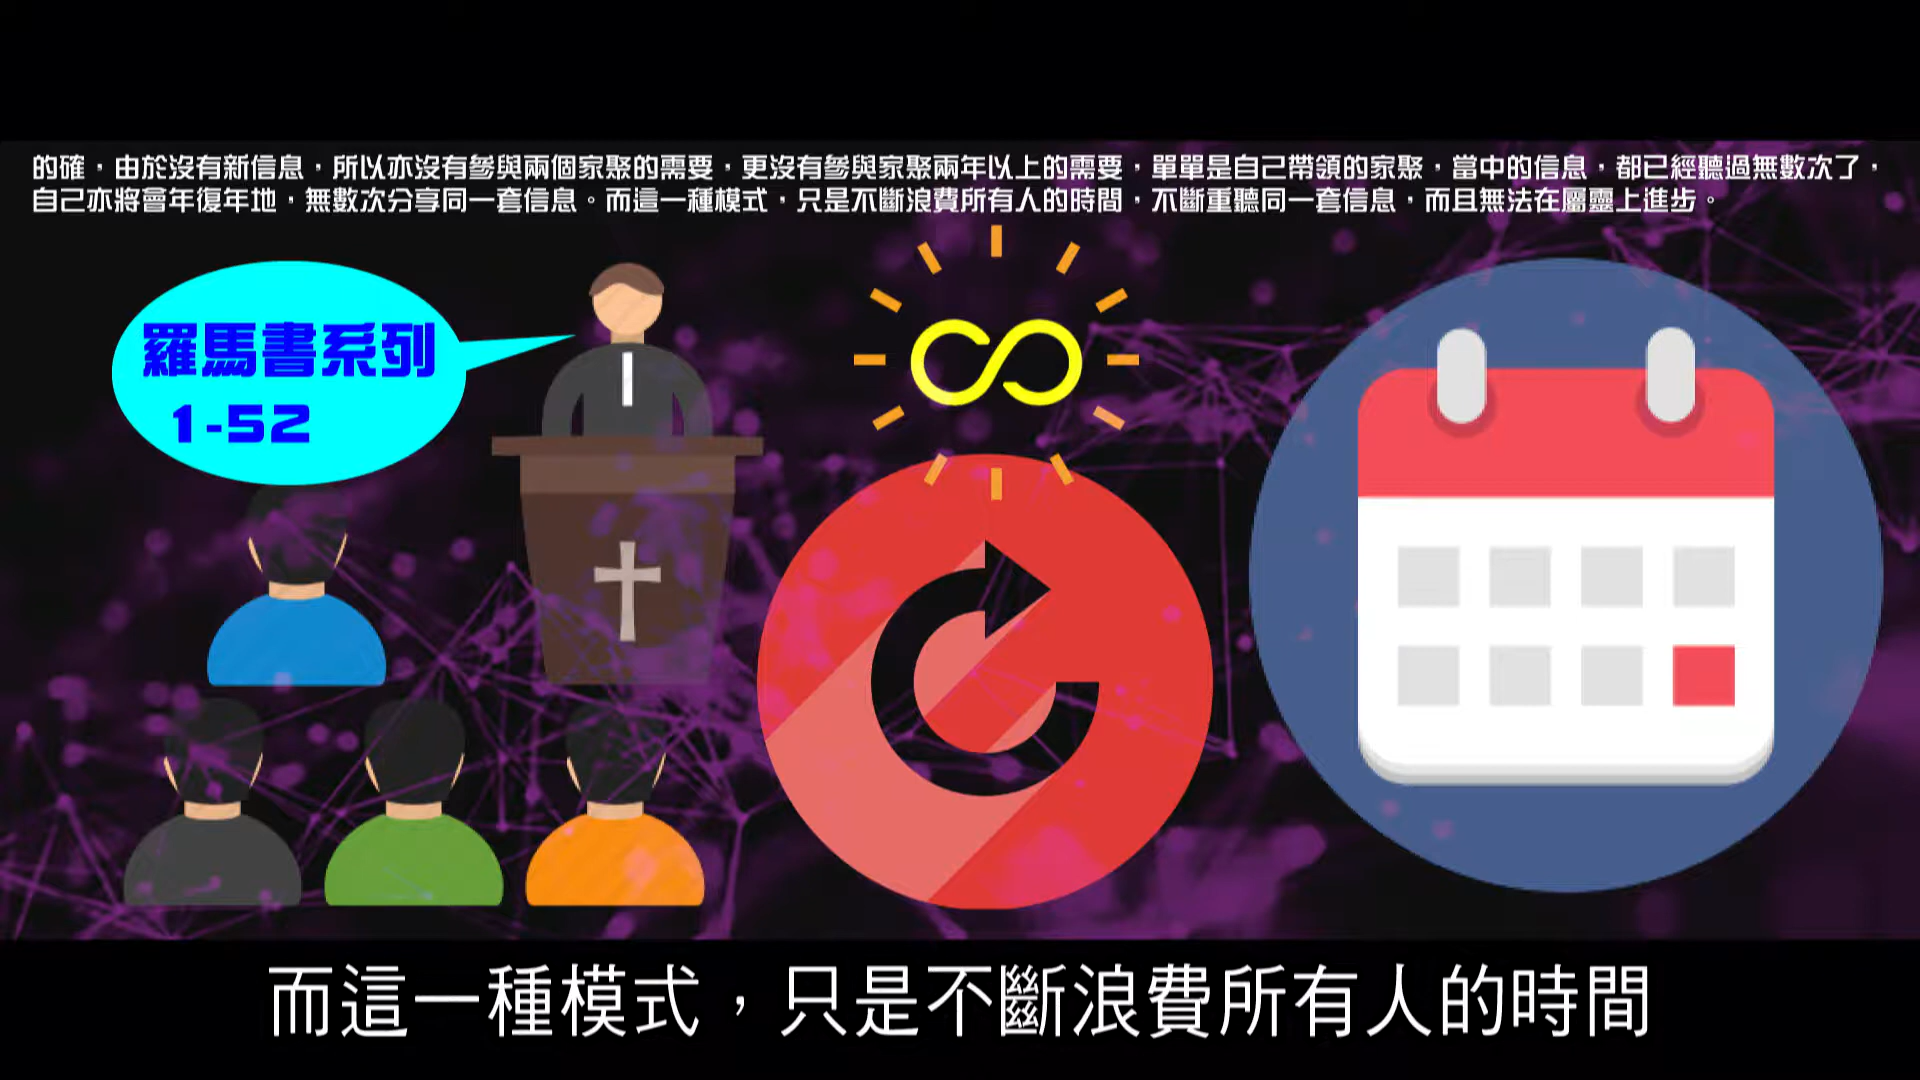 的確，由於沒有新信息，所以亦沒有參與兩個家聚的需要，更沒有參與家聚兩年以上的需要，單單是自己帶領的家聚，當中的信息，都已經聽過無數次了，
自己亦將會年復年地，無數次分享同一套信息。而這一種模式，只是不斷浪費所有人的時間，不斷重聽同一套信息，而且無法在屬靈上進步。
羅馬書系列
1-52
而這一種模式，只是不斷浪費所有人的時間